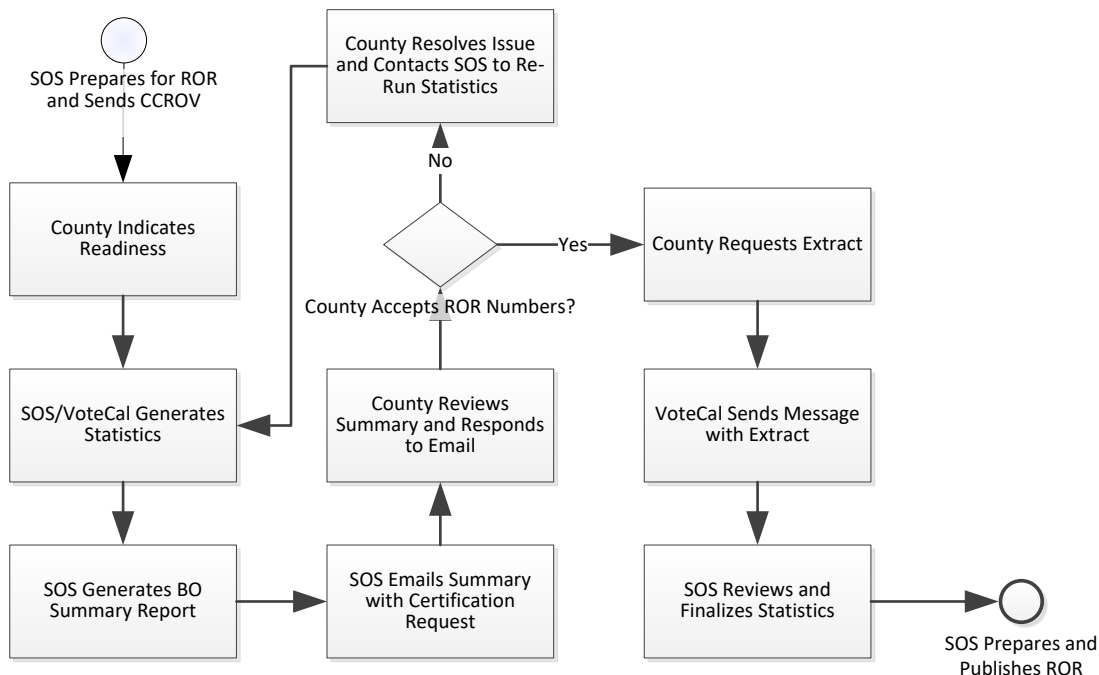 SOS Prepares for ROR
and Sends CCROV
County Indicates
Readiness
SOS/VoteCal Generates
Statistics
SOS Generates BO
Summary Report
SOS Emails Summary
with Certification
Request
County Reviews
Summary and Responds
to Email
County Accepts ROR Numbers?
No
County Resolves Issue
and Contacts SOS to Re-
Run Statistics
Yes
County Requests Extract
VoteCal Sends Message
with Extract
SOS Reviews and
Finalizes Statistics
SOS Prepares and
Publishes ROR